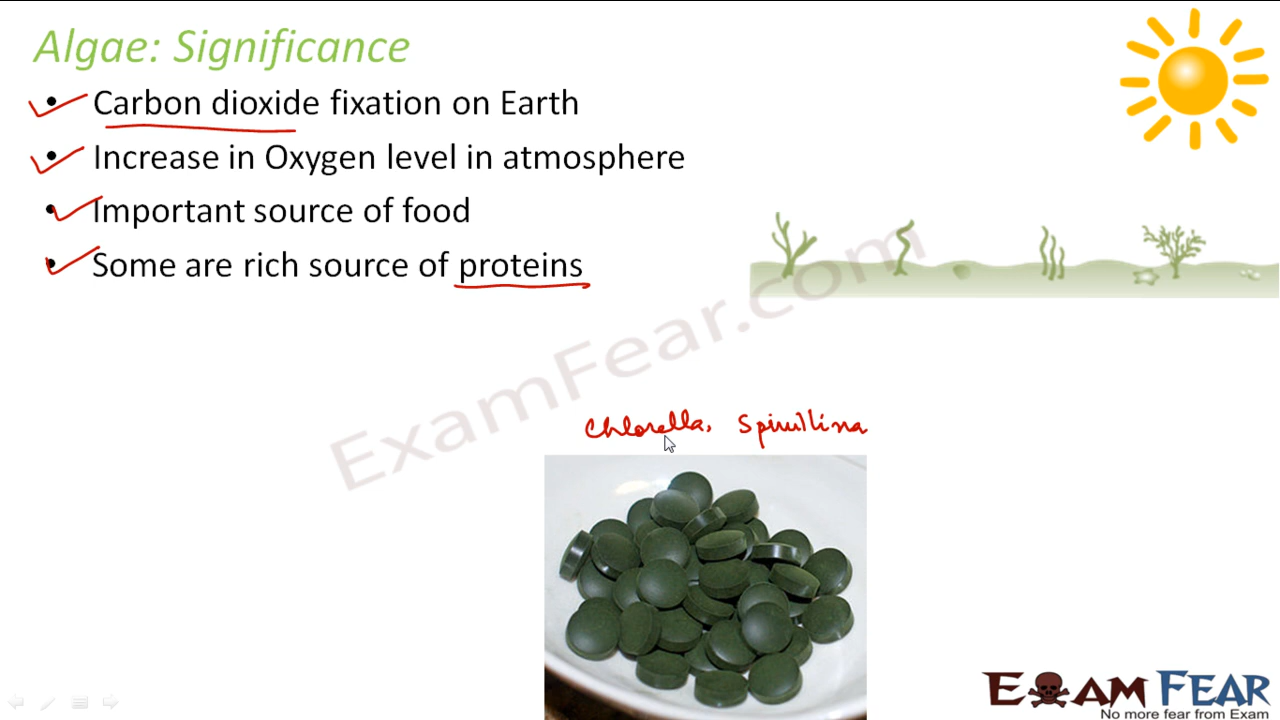 Algae: Significance
• Carbon dioxide fixation on Earth
• Increase in Oxygen level in atmosphere
• Important source of food
• Some are rich source of proteins
ExamFear.com
Chlorella, Spirullina
EXAM FEAR
No more fear from Exam